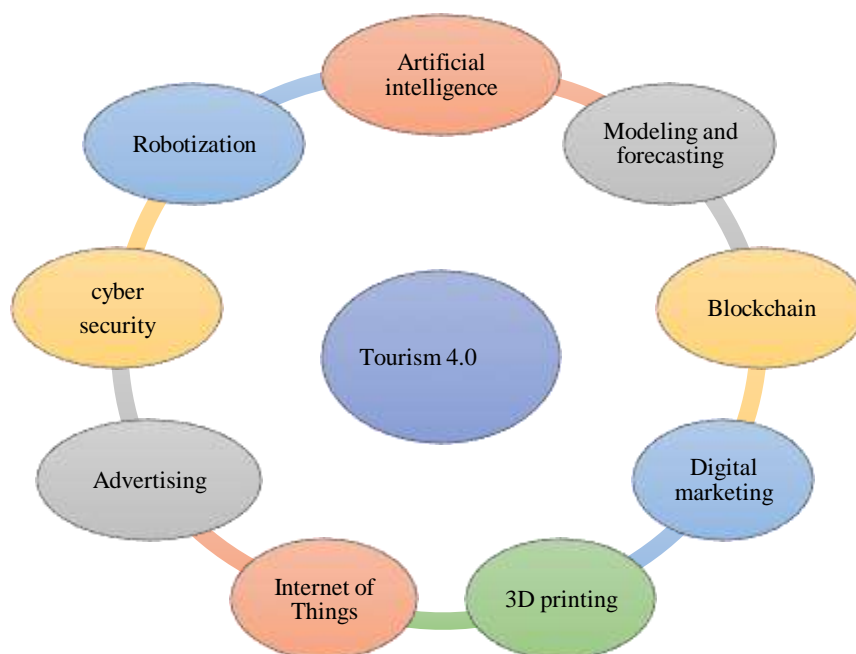 Artificial
intelligence
Modeling and
forecasting
Blockchain
Digital
marketing
3D printing
Internet of
Things
Advertising
cyber
security
Robotization
Tourism 4.0